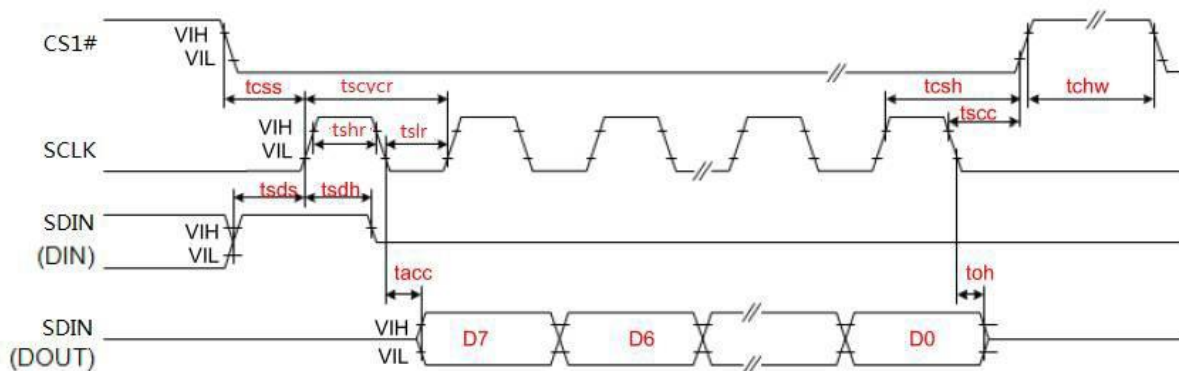 CS1#
VIH
VIL
tcss
tscvcr
tcsh
tchw
tscc
SCLK
VIH
VIL
tshr
tslr
tsds
tsdh
SDIN
(DIN)
VIH
VIL
tacc
toh
SDIN
(DOUT)
VIH
VIL
D7
D6
D0